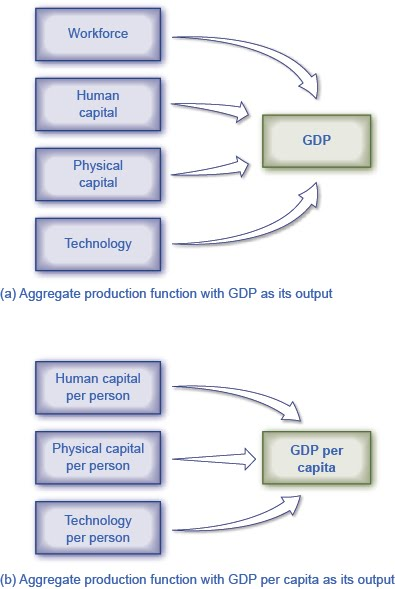 Workforce
Human
capital
GDP
Physical
capital
Technology
(a) Aggregate production function with GDP as its output
Human capital
per person
Physical capital
per person
GDP per
capita
Technology
per person
(b) Aggregate production function with GDP per capita as its output